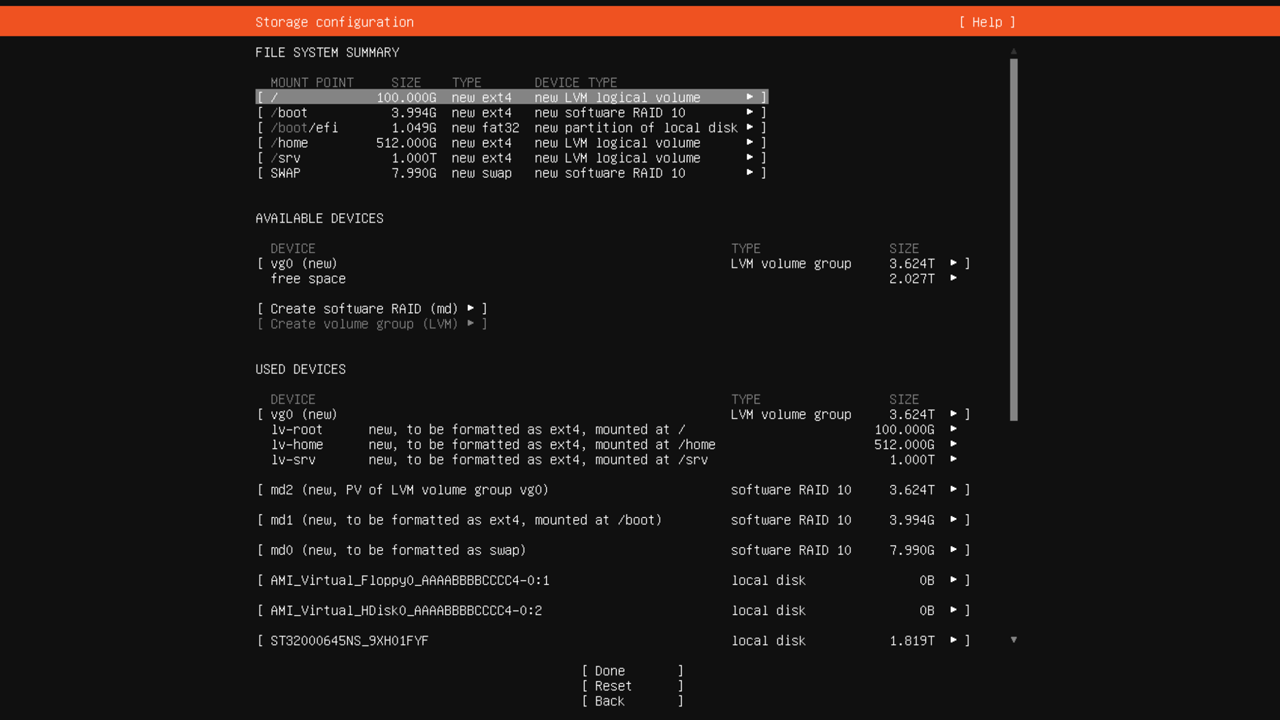 Storage configuration [ Help ]
FILE SYSTEM SUMMARY
MOUNT POINT SIZE TYPE DEVICE TYPE
[ / 100.000G new ext4 new LVM logical volume ▸ ]
[ /boot 3.994G new ext4 new software RAID 10 ▸ ]
[ /boot/efi 1.049G new fat32 new partition of local disk ▸ ]
[ /home 512.000G new ext4 new LVM logical volume ▸ ]
[ /srv 1.000T new ext4 new LVM logical volume ▸ ]
[ SWAP 7.990G new swap new software RAID 10 ▸ ]
AVAILABLE DEVICES
DEVICE TYPE SIZE
[ vg0 (new) LVM volume group 3.624T ▸ ]
free space 2.027T ▸
[ Create software RAID (md) ▸ ]
[ Create volume group (LVM) ▸ ]
USED DEVICES
DEVICE TYPE SIZE
[ vg0 (new) LVM volume group 3.624T ▸ ]
lv-root new, to be formatted as ext4, mounted at / 100.000G ▸
lv-home new, to be formatted as ext4, mounted at /home 512.000G ▸
lv-srv new, to be formatted as ext4, mounted at /srv 1.000T ▸
[ md2 (new, PV of LVM volume group vg0) software RAID 10 3.624T ▸ ]
[ md1 (new, to be formatted as ext4, mounted at /boot) software RAID 10 3.994G ▸ ]
[ md0 (new, to be formatted as swap) software RAID 10 7.990G ▸ ]
[ AMI_Virtual_Floppy0_AAAABBBBCCCC4-0:1 local disk 0B ▸ ]
[ AMI_Virtual_HDisk0_AAAABBBBCCCC4-0:2 local disk 0B ▸ ]
[ ST32000645NS_9XH01FYF local disk 1.819T ▸ ]
[ Done ]
[ Reset ]
[ Back ]